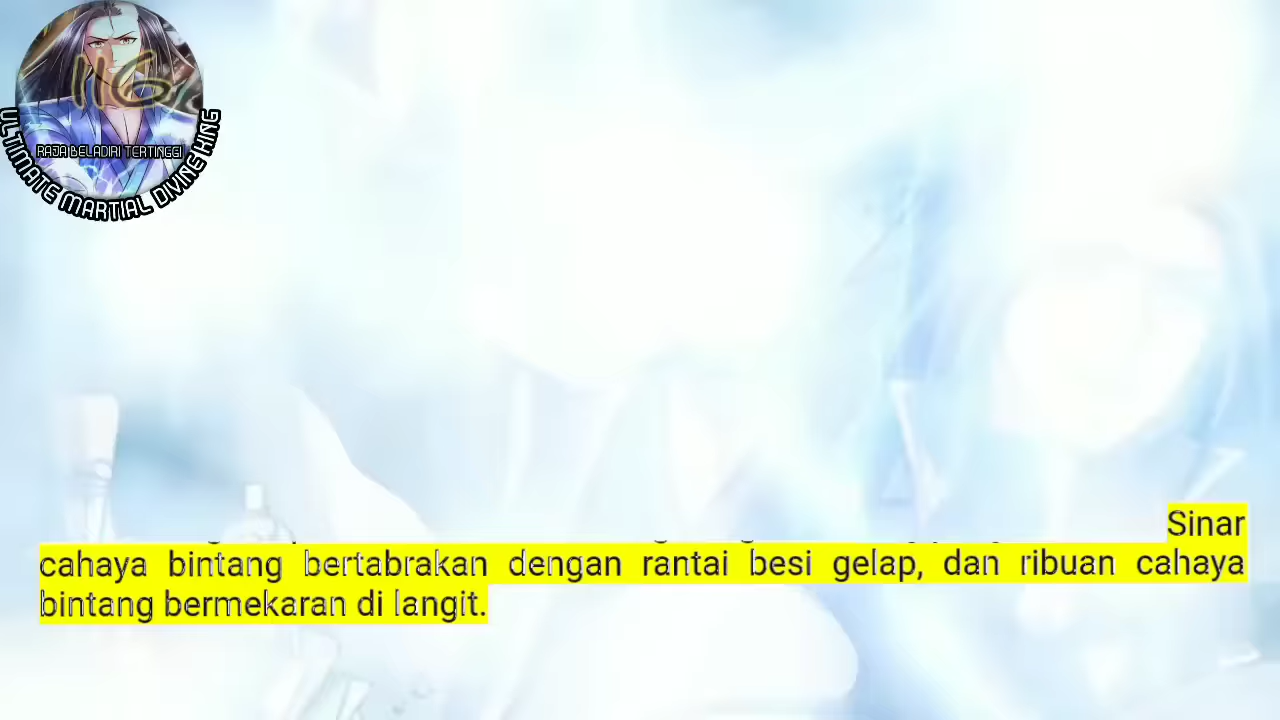 116
RAJA BELADIRI TERTINGGI
ULTIMATE MARTIAL DIVINE KING
Sinar
cahaya bintang bertabrakan dengan rantai besi gelap, dan ribuan cahaya
bintang bermekaran di langit.